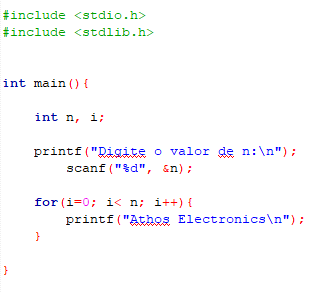 #include <stdio.h>
#include <stdlib.h>
int main(){
int n, i;
printf("Digite o valor de n:\n");
scanf("%d", &n);
for(i=0; i< n; i++){
printf("Athos Electronics\n");
}
}